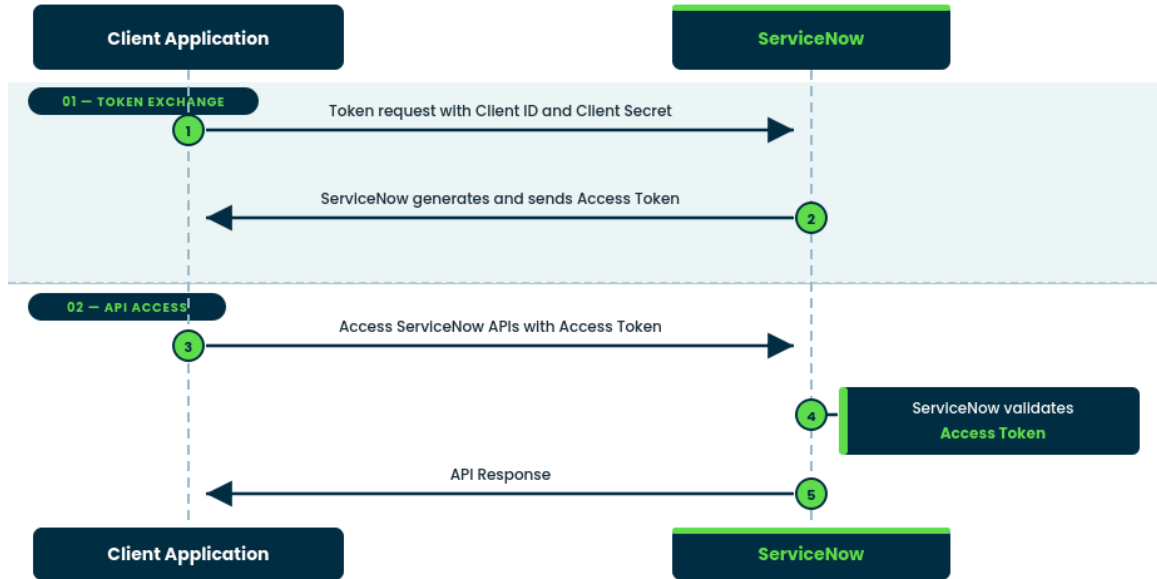 Client Application
ServiceNow
01 — TOKEN EXCHANGE
Token request with Client ID and Client Secret
1
ServiceNow generates and sends Access Token
2
02 — API ACCESS
Access ServiceNow APIs with Access Token
3
4
ServiceNow validates
Access Token
API Response
5
Client Application
ServiceNow